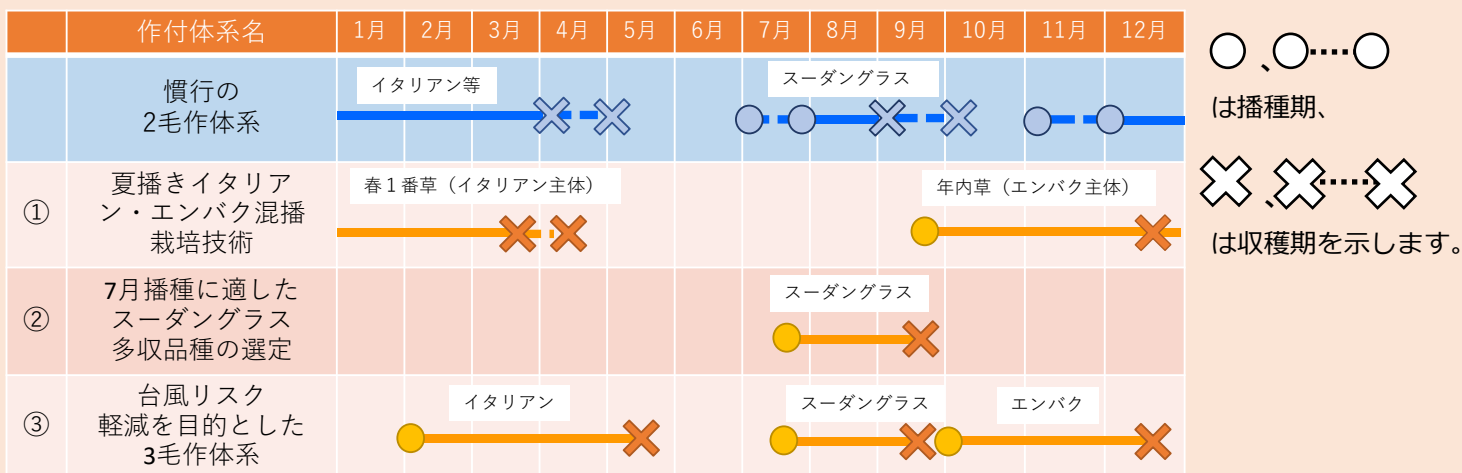 作付体系名 1月 2月 3月 4月 5月 6月 7月 8月 9月 10月 11月 12月
慣行の
2毛作体系
イタリアン等
スーダングラス
①
夏播きイタリア
ン・エンバク混播
栽培技術
春1番草（イタリアン主体）
年内草（エンバク主体）
②
7月播種に適した
スーダングラス
多収品種の選定
スーダングラス
③
台風リスク
軽減を目的とした
3毛作体系
イタリアン
スーダングラス
エンバク
、
は播種期、
、
は収穫期を示します。